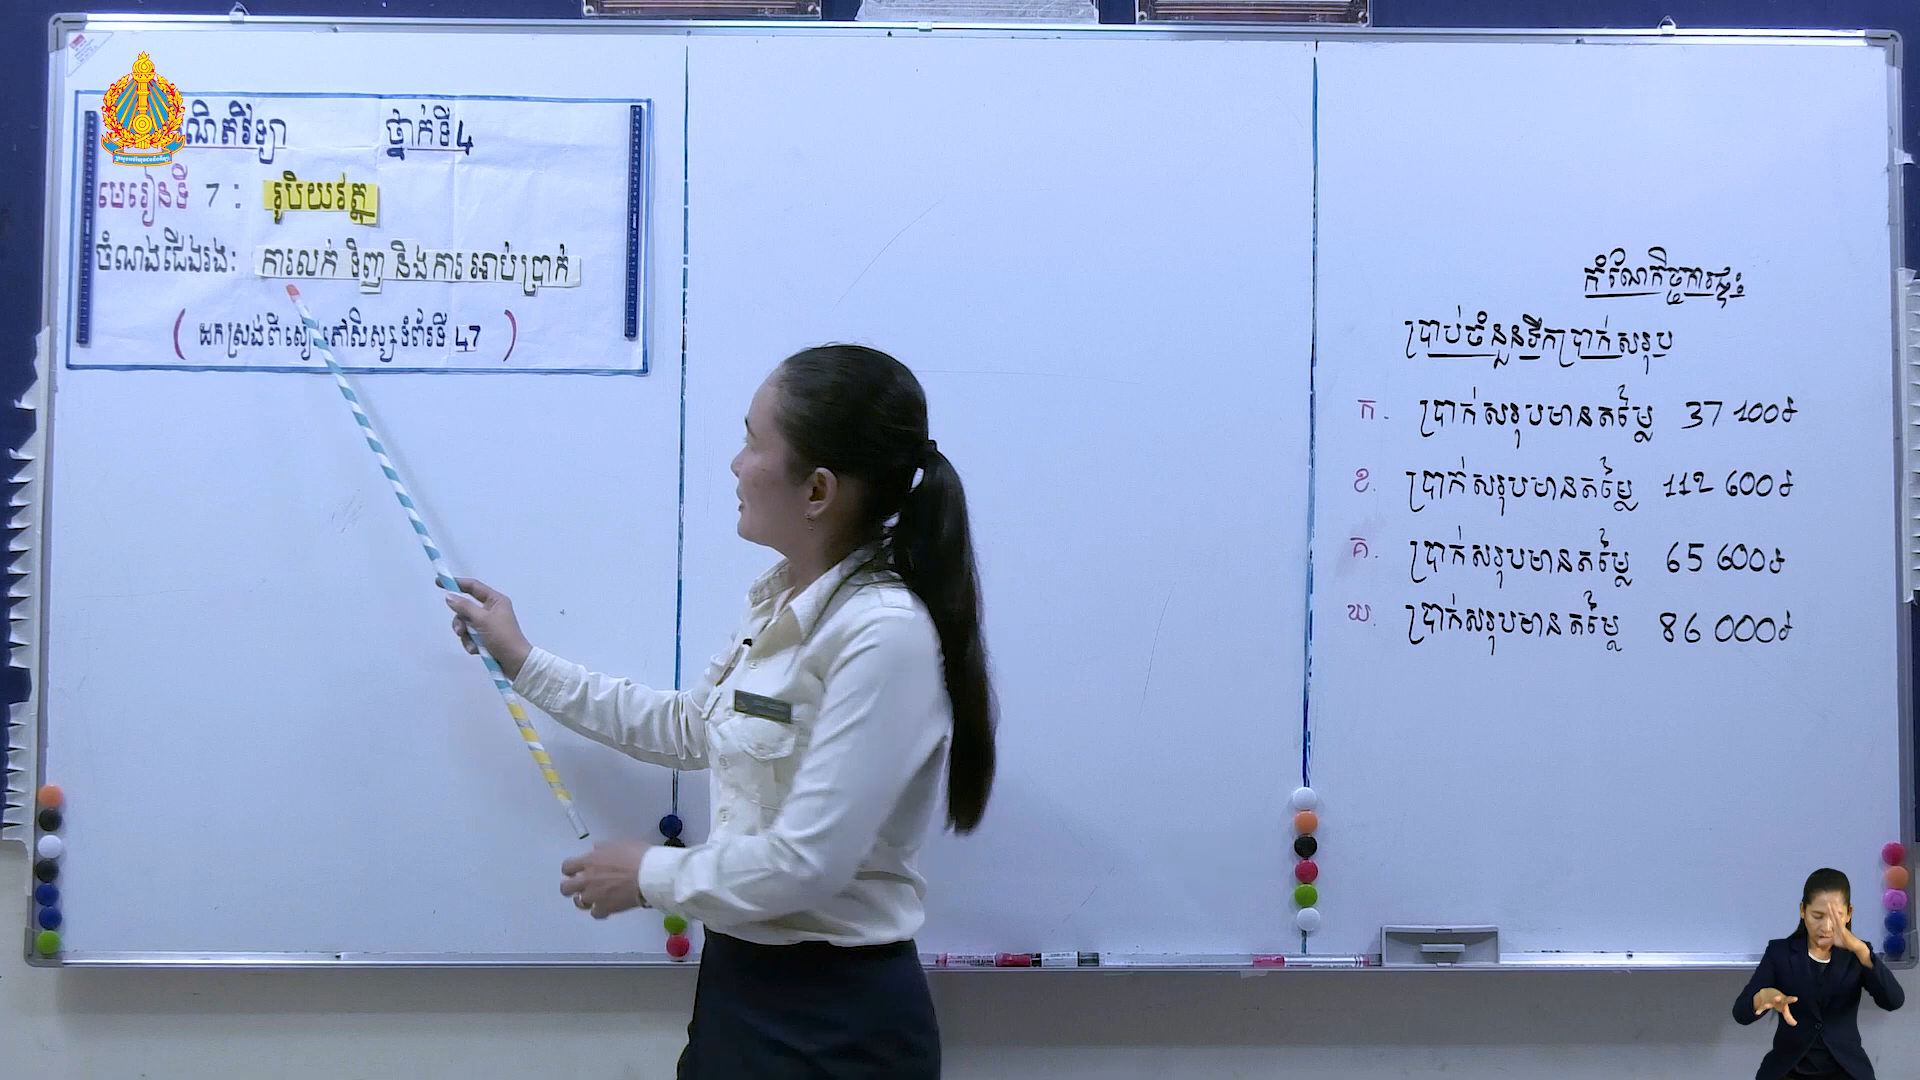 ណិតវិទ្យា ថ្នាក់ទី4
មេរៀនទី 7 : រូបិយវត្ថុ
ចំណងជើងរង: ការលក់ ទិញ និងការ អាប់ប្រាក់
( ដកស្រង់ពីសៀវភៅសិស្សទំព័រទី 47 )
កំណែកិច្ចការផ្ទះ
ប្រាប់ចំនួនទឹកប្រាក់សរុប
ក. ប្រាក់សរុបមានតម្លៃ 37 100៛
ខ. ប្រាក់សរុបមានតម្លៃ 112 600៛
គ. ប្រាក់សរុបមានតម្លៃ 65 600៛
ឃ. ប្រាក់សរុបមានតម្លៃ 86 000៛